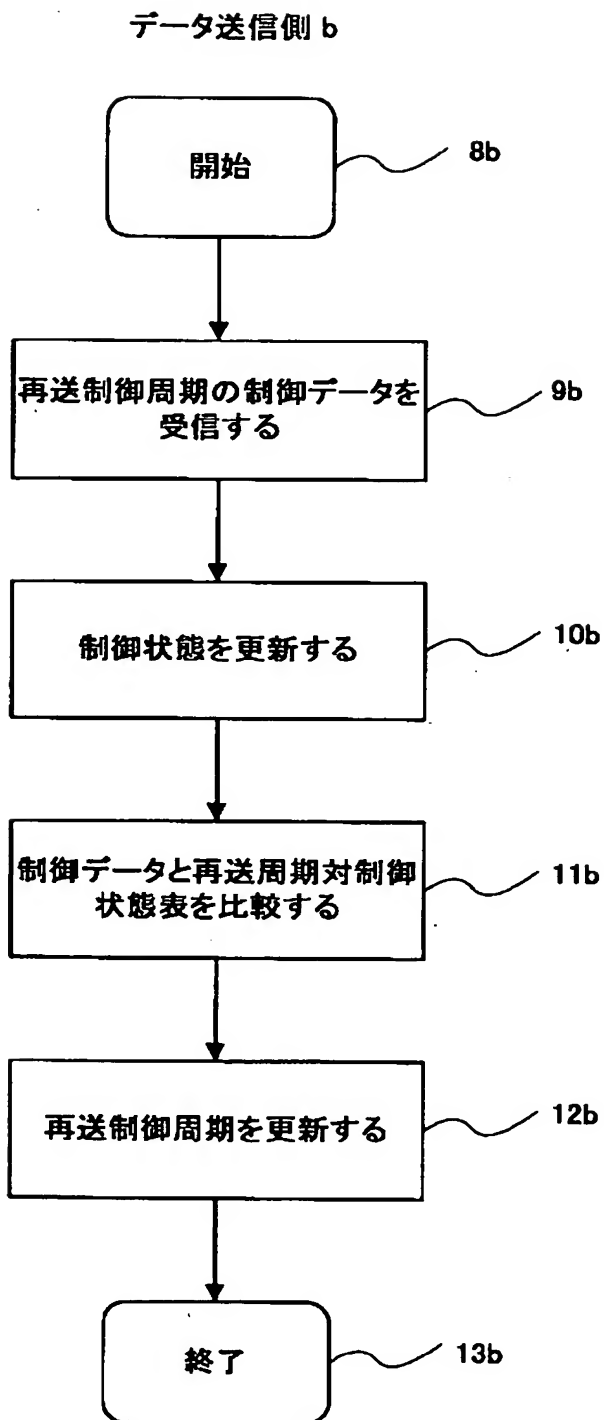 データ送信側 b
開始
8b
再送制御周期の制御データを
受信する
9b
制御状態を更新する
10b
制御データと再送周期対制御
状態表を比較する
11b
再送制御周期を更新する
12b
終了
13b